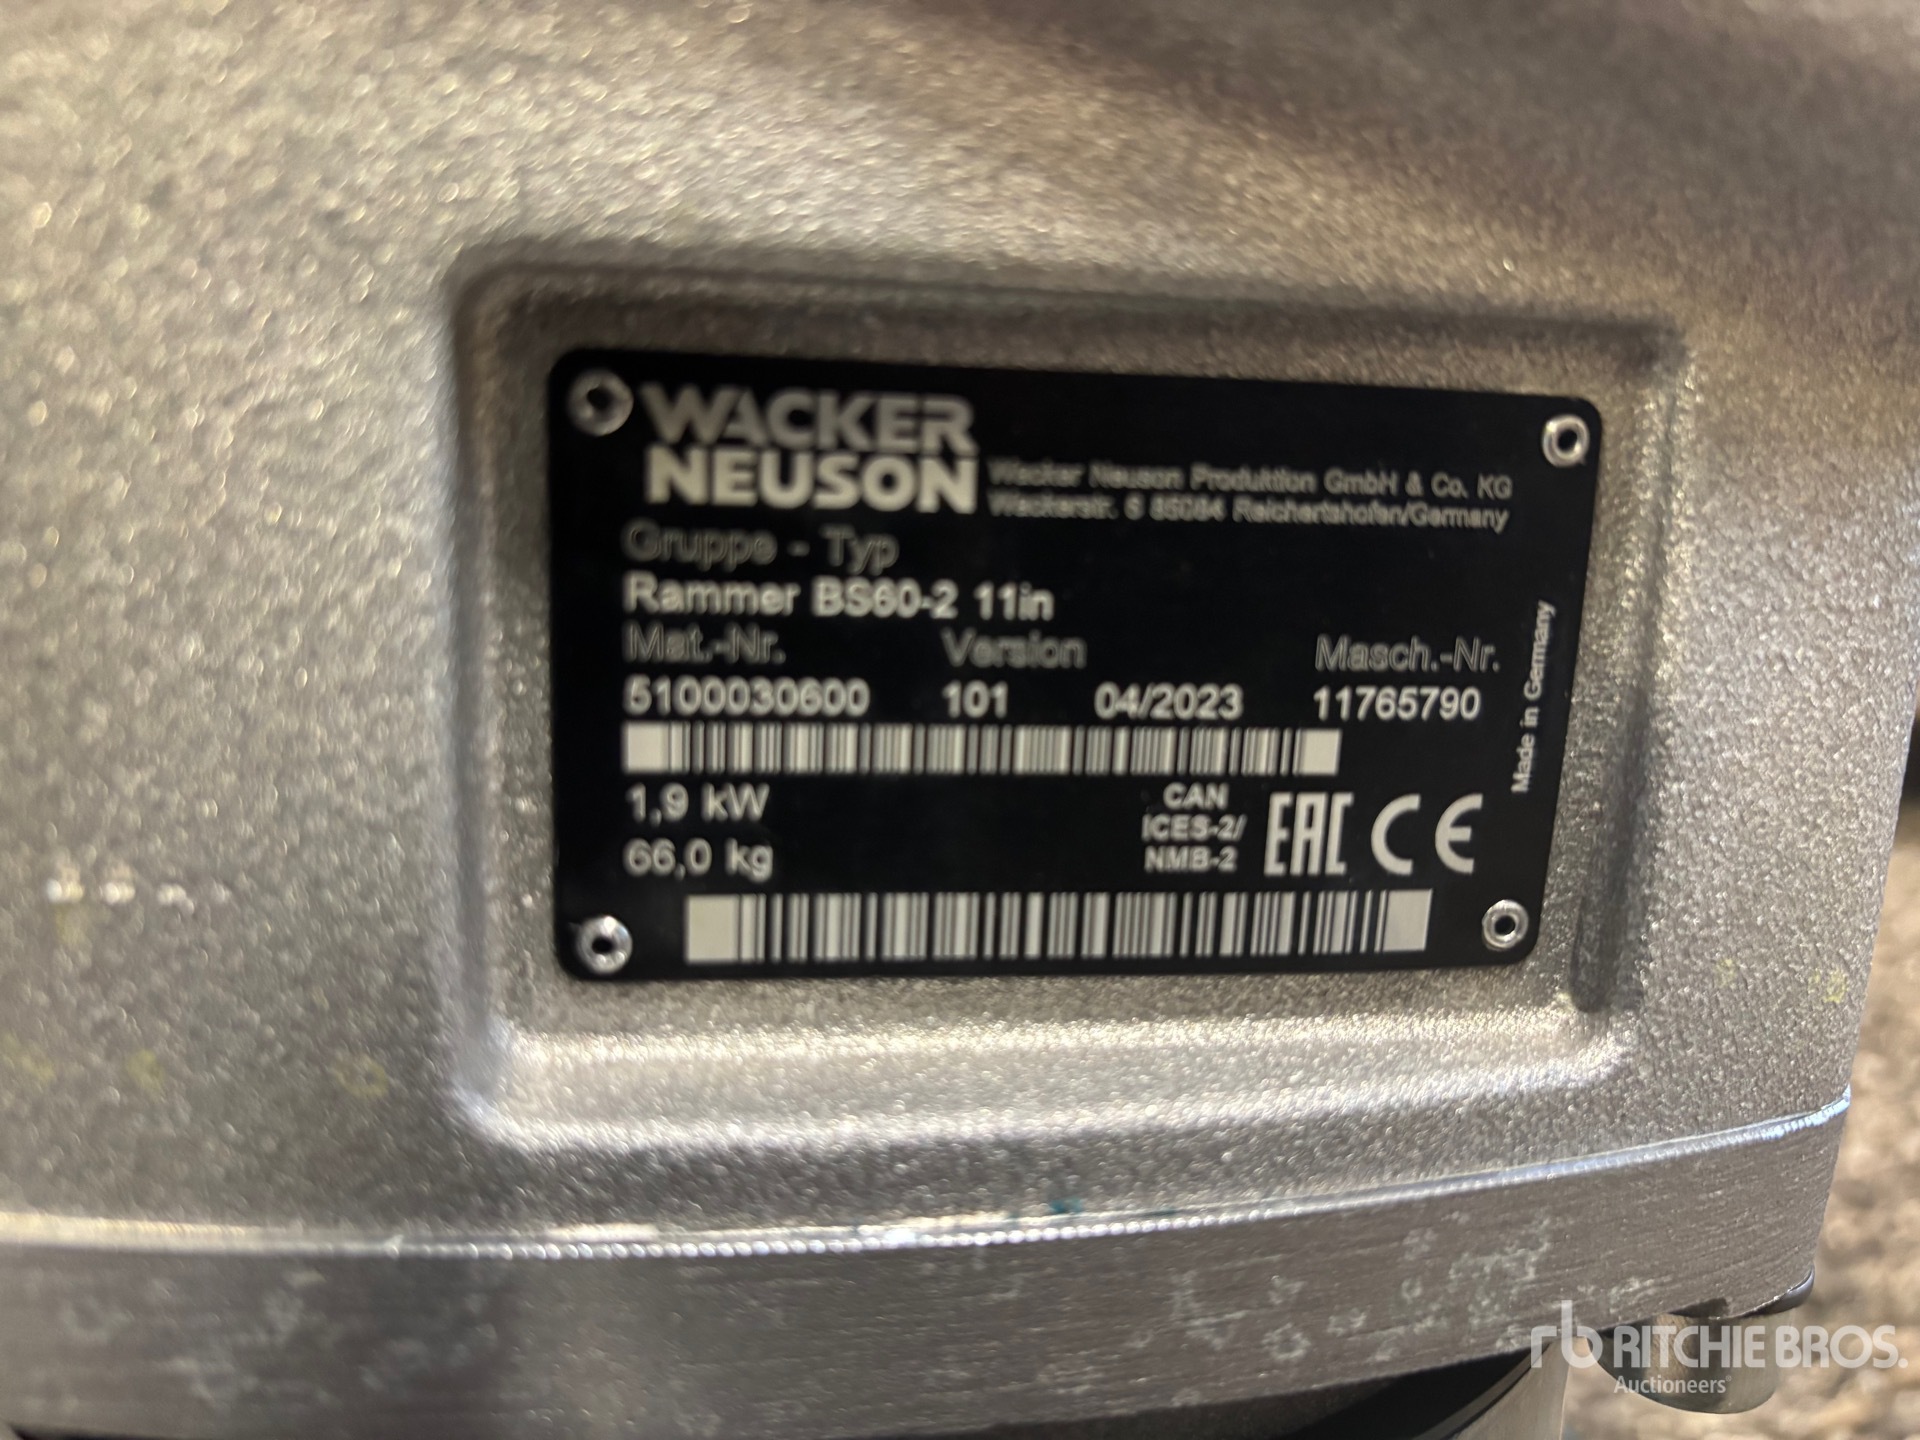 WACKER
NEUSON
Wacker Neuson Produktion GmbH & Co. KG
Wackerstr. 6 85084 Reichertshofen/Germany
Gruppe - Typ
Rammer BS60-2 11in
Mat.-Nr. Version Masch.-Nr.
5100030600 101 04/2023 11765790
1,9 kW
66,0 kg
CAN
ICES-2/
NMB-2
EAC CE
Made in Germany
rb RITCHIE BROS.
Auctioneers